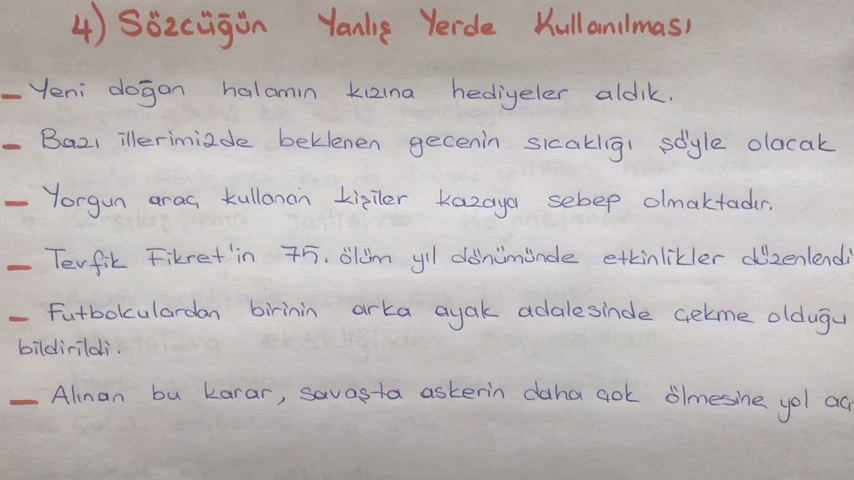 4) Sözcüğün Yanlış Yerde Kullanılması
- Yeni doğan halamın kızına hediyeler aldık.
- Bazı illerimizde beklenen gecenin sıcaklığı şöyle olacak
- Yorgun araç kullanan kişiler kazaya sebep olmaktadır.
- Tevfik Fikret'in 75. ölüm yıl dönümünde etkinlikler düzenlendi
- Futbokulardan birinin arka ayak adalesinde çekme olduğu
bildirildi.
- Alınan bu karar, savaşta askerin daha çok ölmesine yol aç